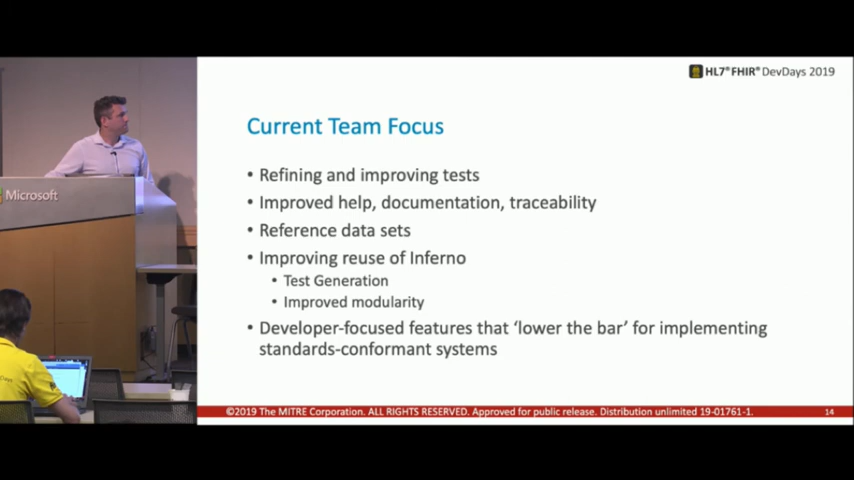 HL7® FHIR® DevDays 2019
Current Team Focus
• Refining and improving tests
• Improved help, documentation, traceability
• Reference data sets
• Improving reuse of Inferno
• Test Generation
• Improved modularity
• Developer-focused features that ‘lower the bar’ for implementing
standards-conformant systems
Microsoft
Days
©2019 The MITRE Corporation. ALL RIGHTS RESERVED. Approved for public release. Distribution unlimited 19-01761-1.
14